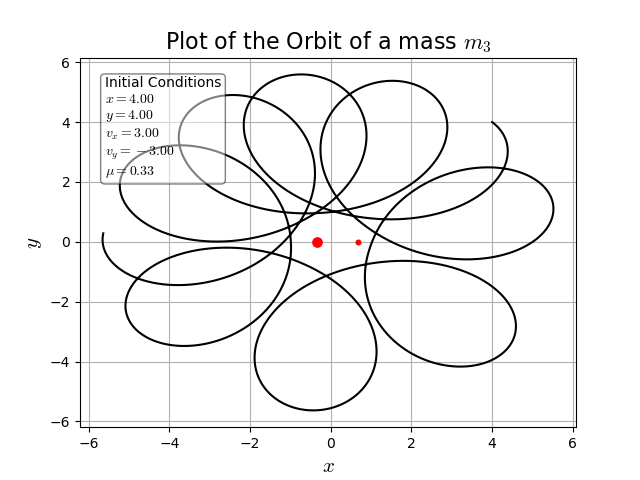 Plot of the Orbit of a mass m₃
Initial Conditions
x = 4.00
y = 4.00
vₓ = 3.00
v_y = −3.00
μ = 0.33
y
6
4
2
0
−2
−4
−6
−6 −4 −2 0 2 4 6
x